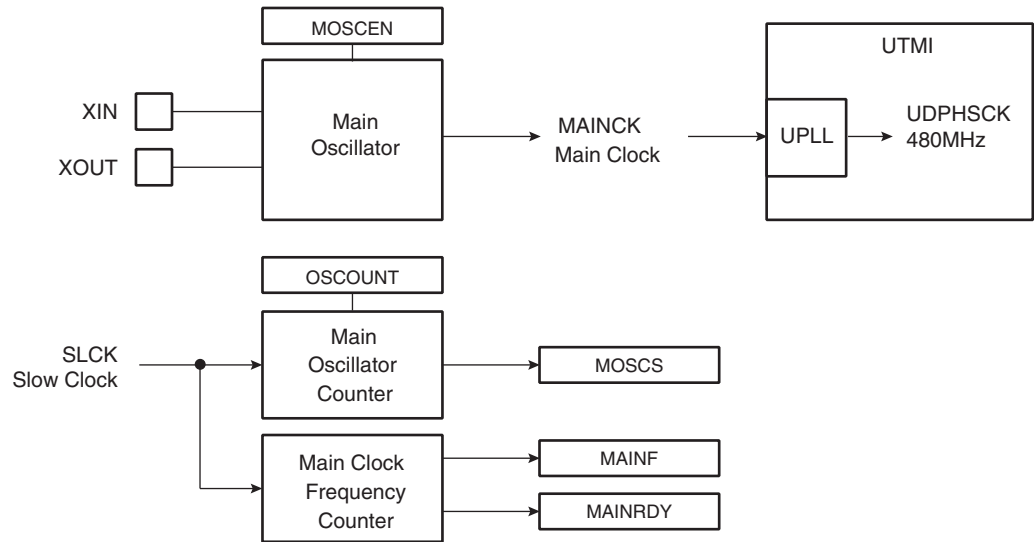 MOSCEN
UTMI
XIN
XOUT
Main
Oscillator
MAINCK
Main Clock
UPLL
UDPHSCK
480MHz
OSCOUNT
SLCK
Slow Clock
Main
Oscillator
Counter
MOSCS
Main Clock
Frequency
Counter
MAINF
MAINRDY